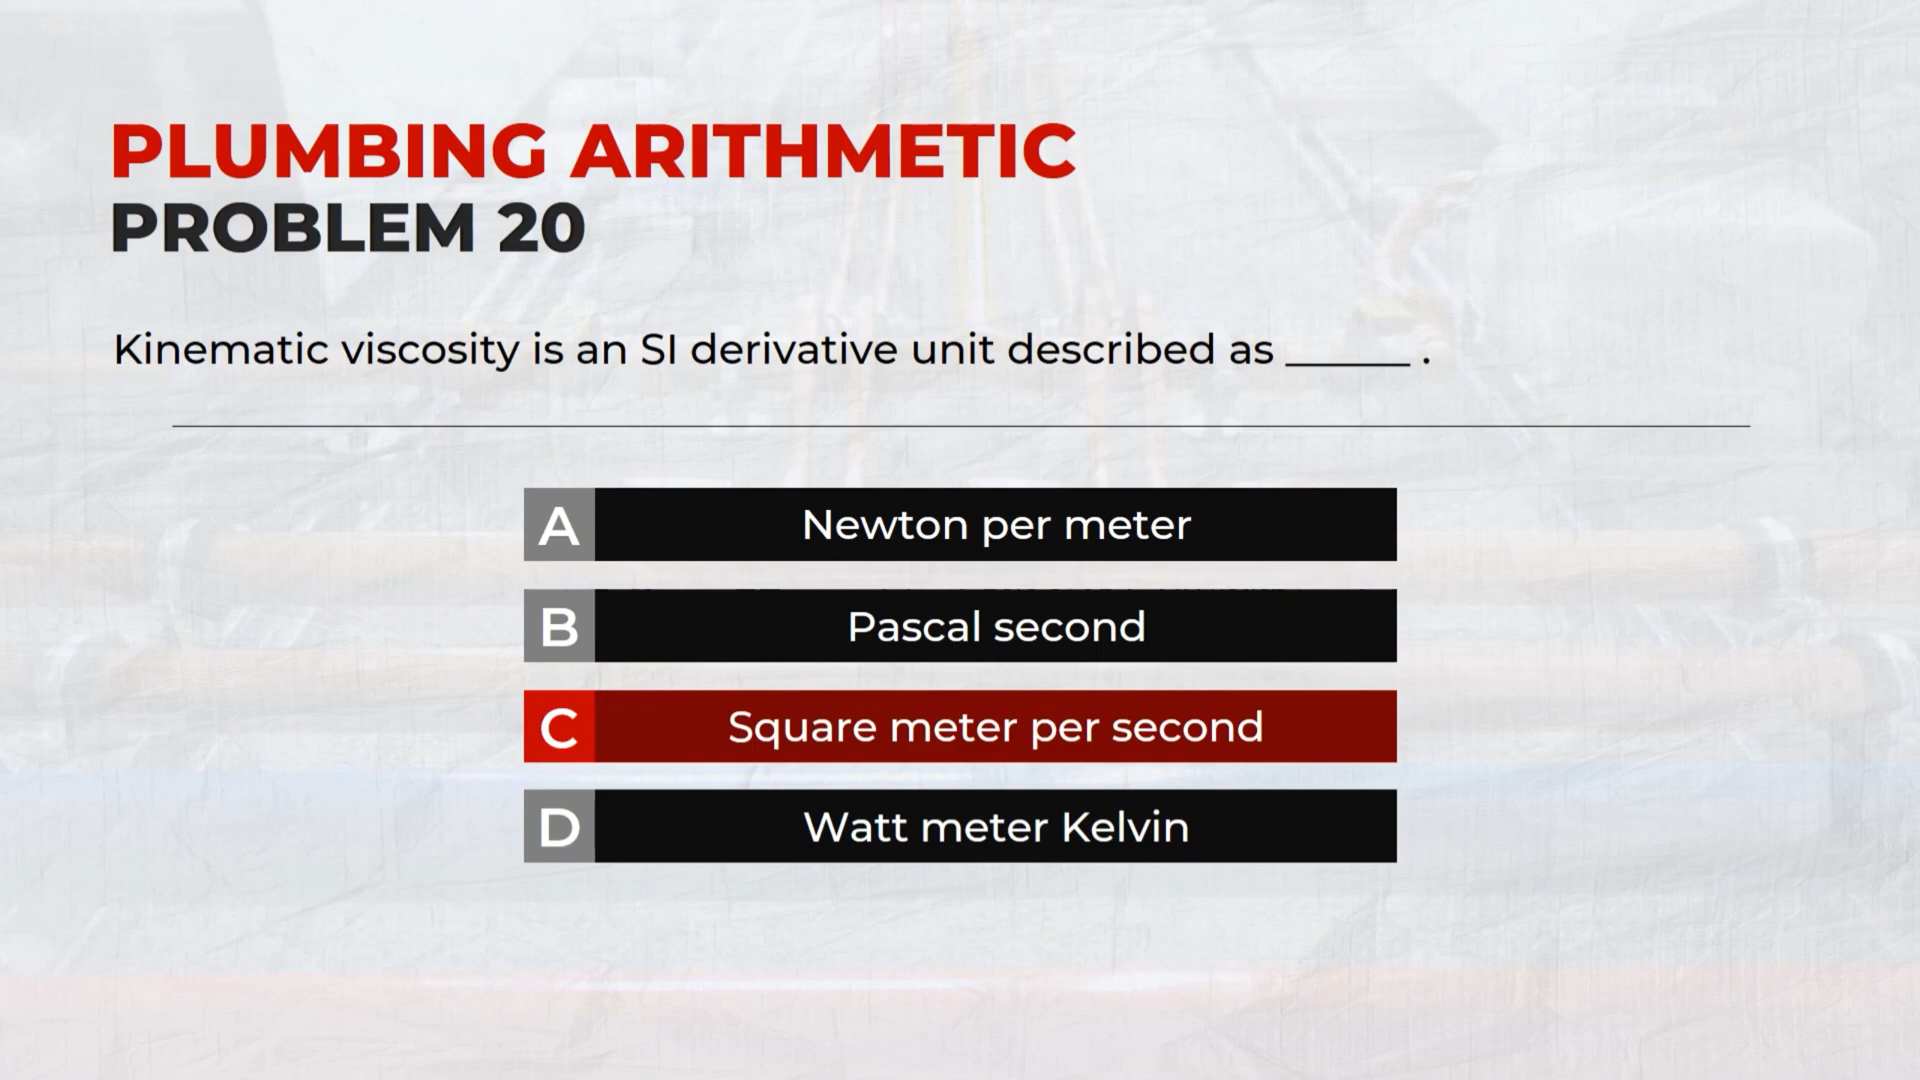 PLUMBING ARITHMETIC
PROBLEM 20
Kinematic viscosity is an SI derivative unit described as ______ .
A Newton per meter
B Pascal second
C Square meter per second
D Watt meter Kelvin